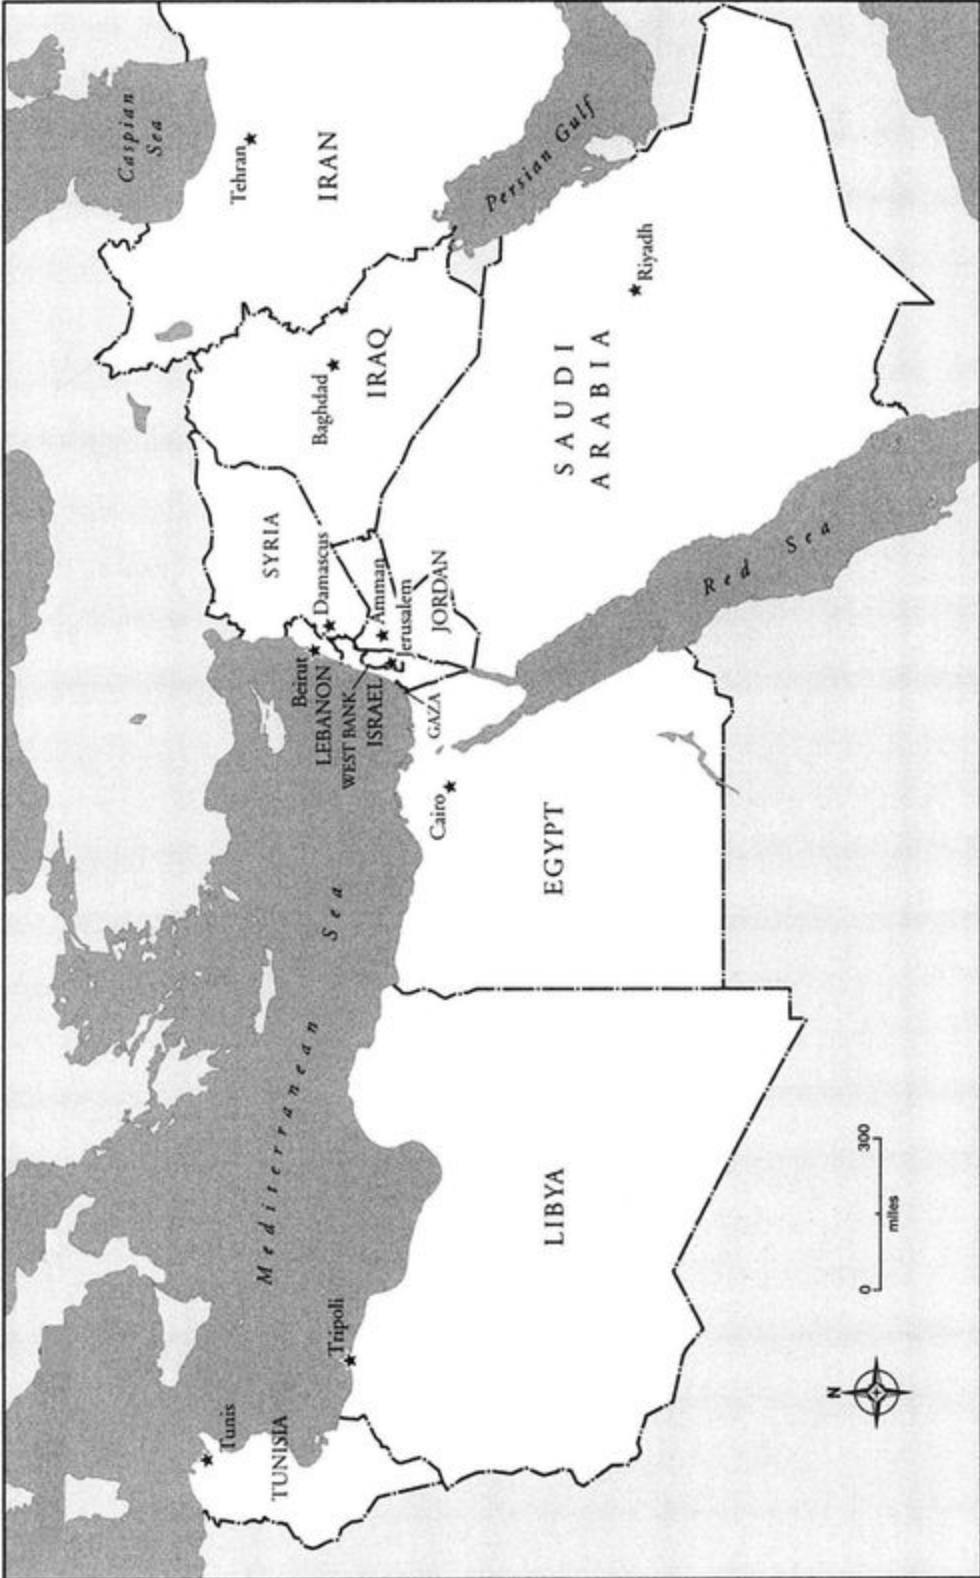 Caspian
Sea
Tehran
IRAN
Persian Gulf
Baghdad
IRAQ
Riyadh
SAUDI
ARABIA
SYRIA
Damascus
Amman
Jerusalem
JORDAN
Beirut
LEBANON
WEST BANK
ISRAEL
GAZA
Red Sea
Cairo
EGYPT
Mediterranean Sea
LIBYA
Tripoli
Tunis
TUNISIA
N
0 300
miles